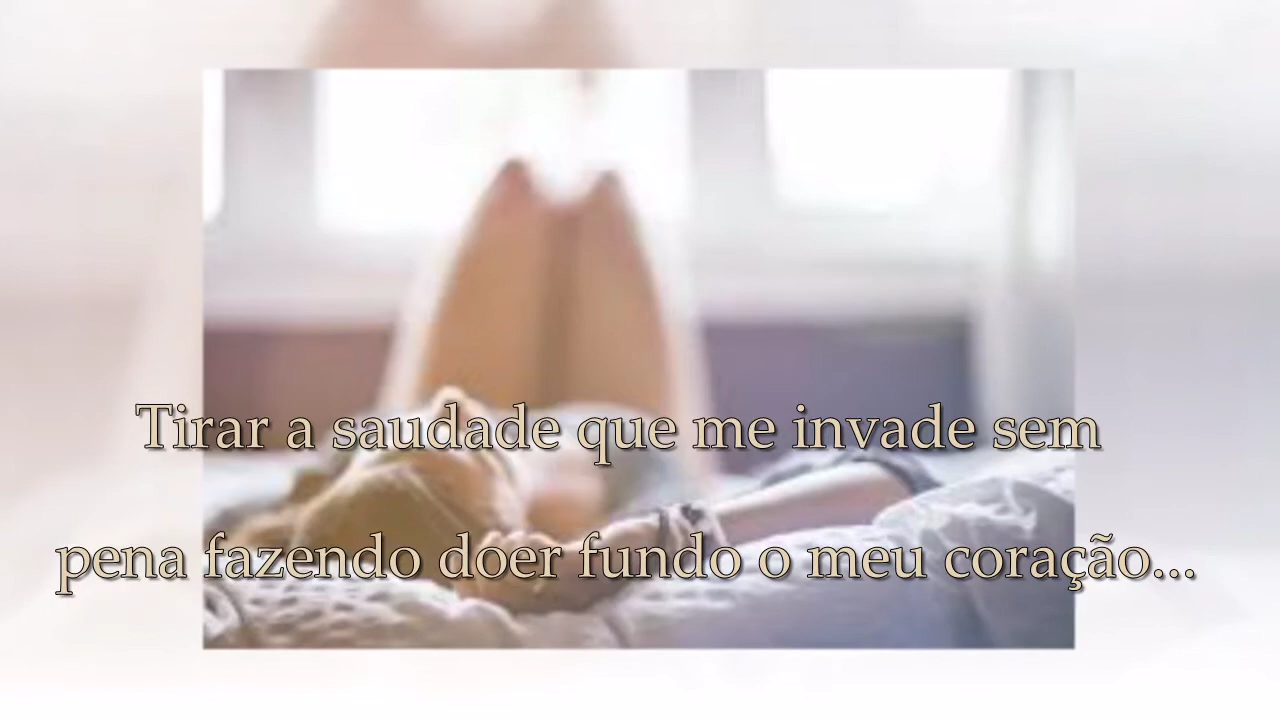 Tirar a saudade que me invade sem
pena fazendo doer fundo o meu coração...